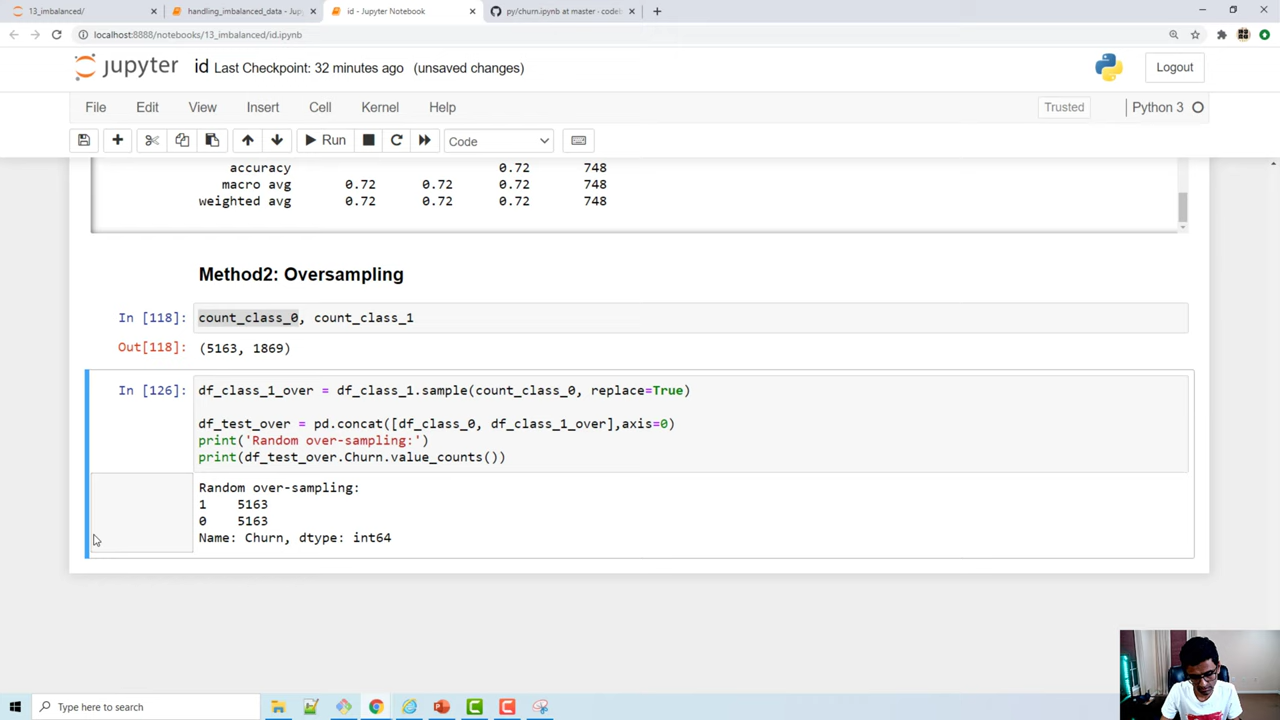 13_imbalanced/
handling_imbalanced_data - Jup
id - Jupyter Notebook
py/churn.ipynb at master · codeb
localhost:8888/notebooks/13_imbalanced/id.ipynb
jupyter id Last Checkpoint: 32 minutes ago (unsaved changes) Logout
File Edit View Insert Cell Kernel Help Trusted Python 3
Run Code
accuracy 0.72 748
macro avg 0.72 0.72 0.72 748
weighted avg 0.72 0.72 0.72 748
Method2: Oversampling
In [118]: count_class_0, count_class_1
Out[118]: (5163, 1869)
In [126]: df_class_1_over = df_class_1.sample(count_class_0, replace=True)
df_test_over = pd.concat([df_class_0, df_class_1_over],axis=0)
print('Random over-sampling:')
print(df_test_over.Churn.value_counts())
Random over-sampling:
1 5163
0 5163
Name: Churn, dtype: int64
Type here to search